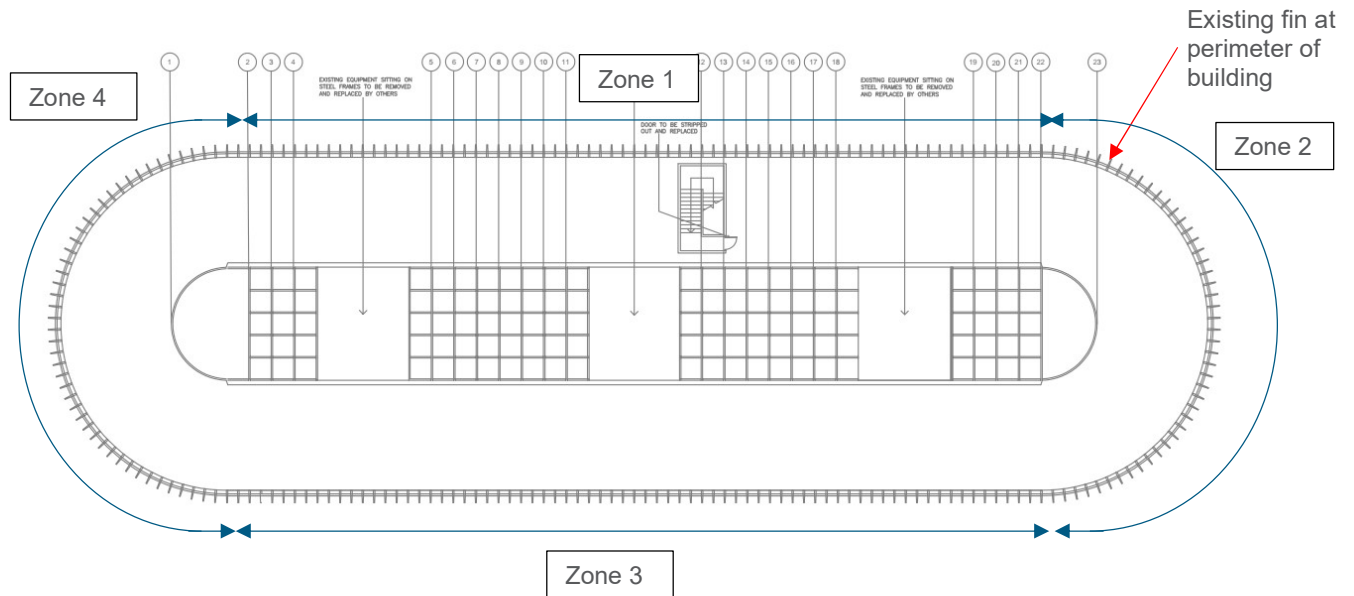 Existing fin at
perimeter of
building
1
2
3
4
5
6
7
8
9
10
11
12
13
14
15
16
17
18
19
20
21
22
23
Zone 4
EXISTING EQUIPMENT SITTING ON
STEEL FRAMES TO BE REMOVED
AND REPLACED BY OTHERS
Zone 1
EXISTING EQUIPMENT SITTING ON
STEEL FRAMES TO BE REMOVED
AND REPLACED BY OTHERS
DOOR TO BE STRIPPED
OUT AND REPLACED
Zone 2
Zone 3